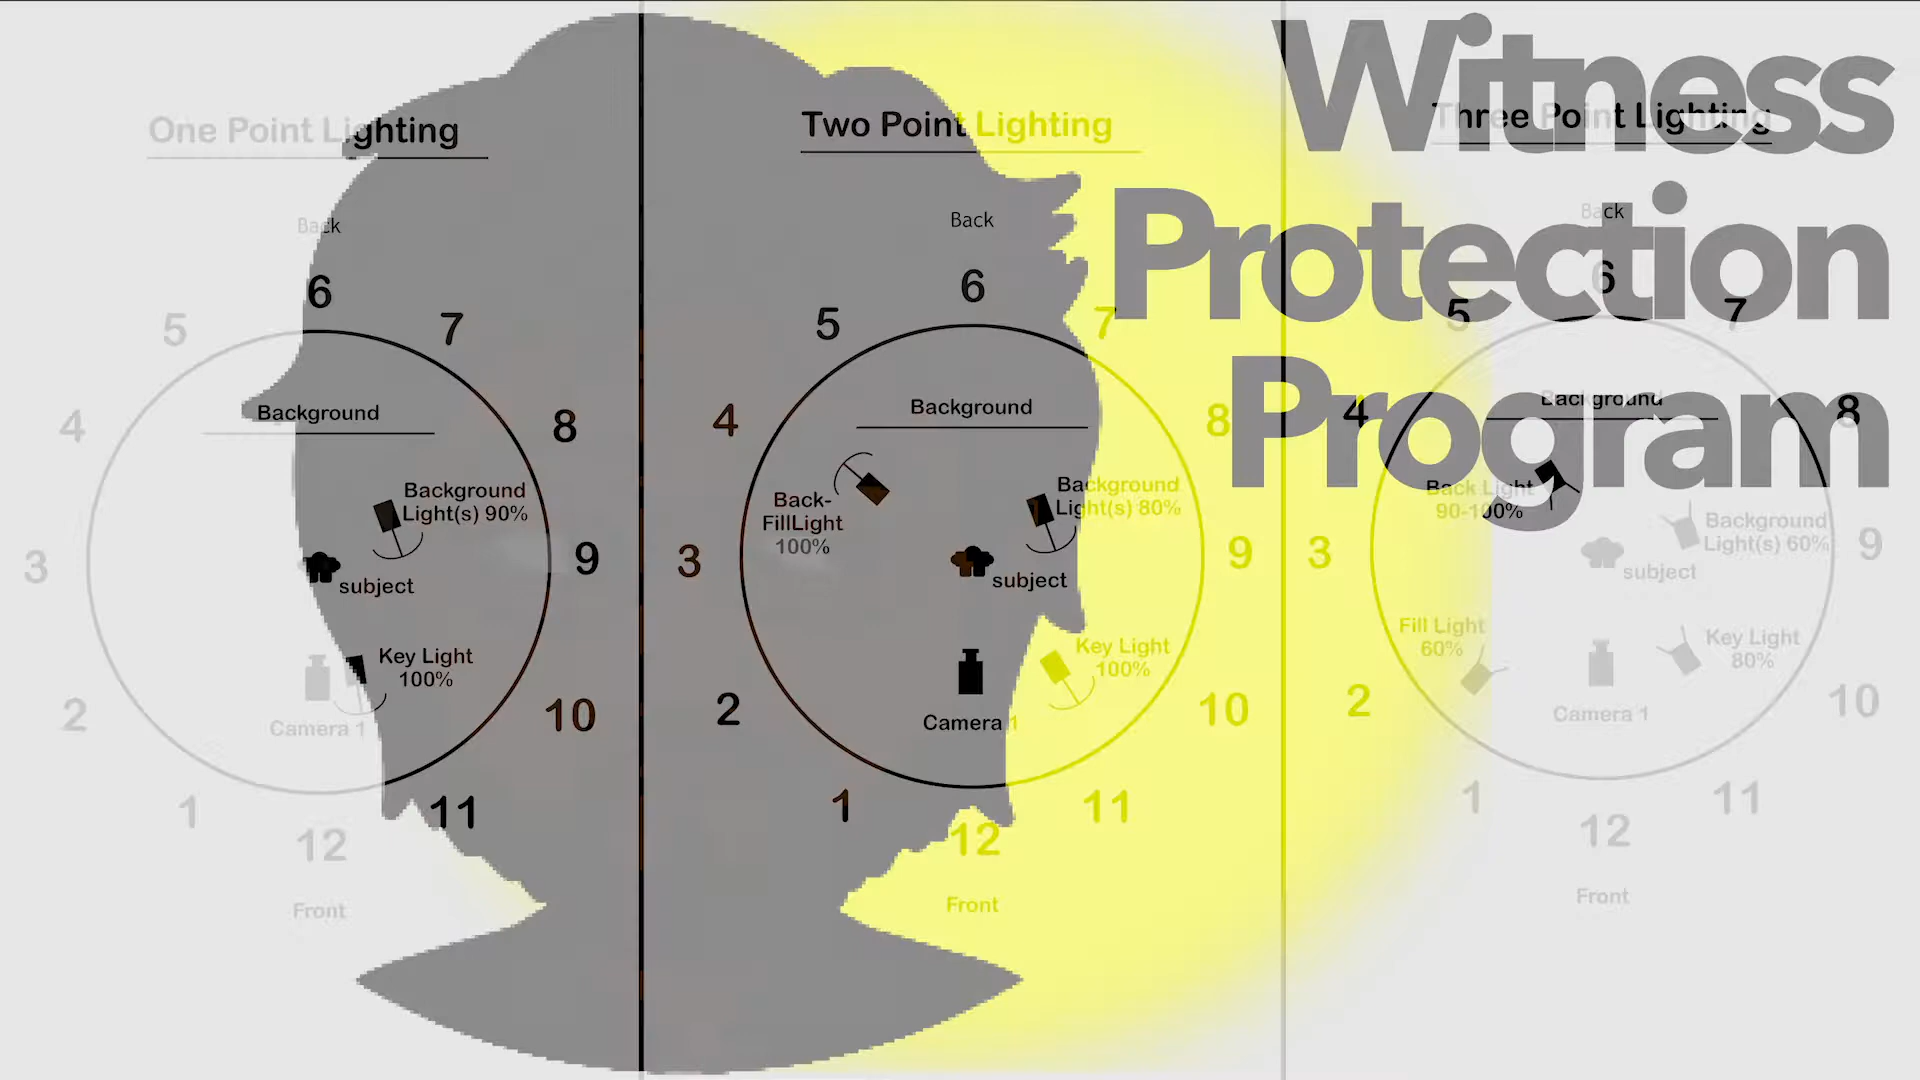 Witness
Protection
Program
One Point Lighting
Back
6
5
7
4
Background
8
Background
Light(s) 90%
3
9
subject
Key Light
100%
2
10
Camera 1
1
11
12
Front
Two Point Lighting
Back
6
5
7
4
Background
8
Back-
FillLight
100%
Background
Light(s) 80%
3
9
subject
Key Light
100%
2
10
Camera 1
1
11
12
Front
Three Point Lighting
Back
6
5
7
4
Background
8
Back Light
90-100%
Background
Light(s) 60%
3
9
subject
Fill Light
60%
Key Light
80%
2
10
Camera 1
1
11
12
Front